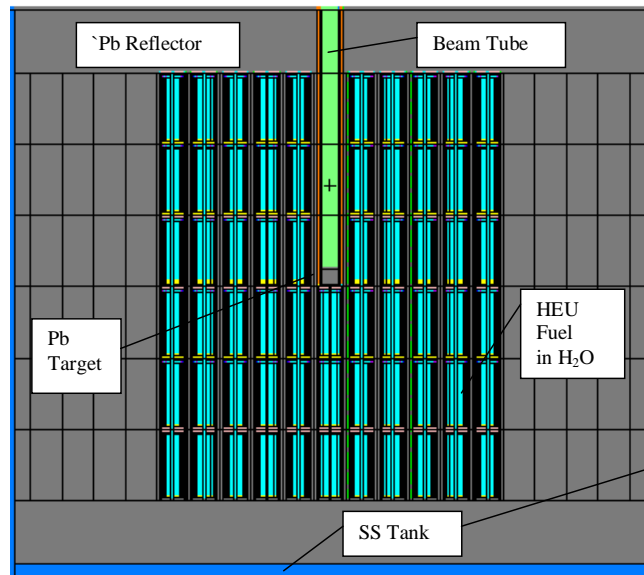 `Pb Reflector
Beam Tube
Pb
Target
HEU
Fuel
in H₂O
SS Tank